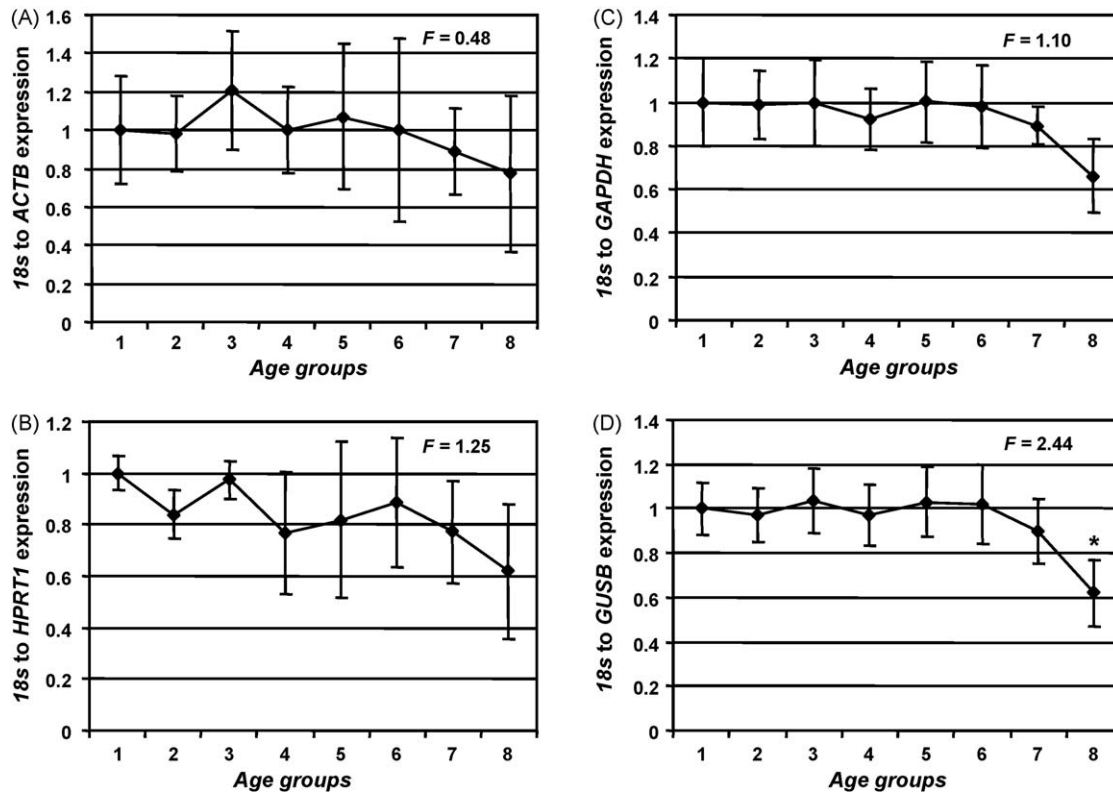 (A)
18s to ACTB expression
1.6
1.4
1.2
1
0.8
0.6
0.4
0.2
0
F = 0.48
1 2 3 4 5 6 7 8
Age groups
(B)
18s to HPRT1 expression
1.2
1
0.8
0.6
0.4
0.2
0
F = 1.25
1 2 3 4 5 6 7 8
Age groups
(C)
18s to GAPDH expression
1.4
1.2
1
0.8
0.6
0.4
0.2
0
F = 1.10
1 2 3 4 5 6 7 8
Age groups
(D)
18s to GUSB expression
1.4
1.2
1
0.8
0.6
0.4
0.2
0
F = 2.44
*
1 2 3 4 5 6 7 8
Age groups